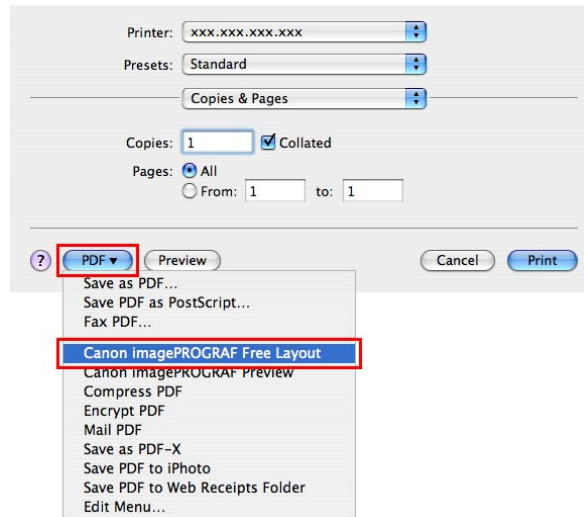 Printer: xxx.xxx.xxx.xxx
Presets: Standard
Copies & Pages
Copies: 1 Collated
Pages: All
From: 1 to: 1
? PDF▼ Preview Cancel Print
Save as PDF...
Save PDF as PostScript...
Fax PDF...
Canon imagePROGRAF Free Layout
Canon imagePROGRAF Preview
Compress PDF
Encrypt PDF
Mail PDF
Save as PDF-X
Save PDF to iPhoto
Save PDF to Web Receipts Folder
Edit Menu...